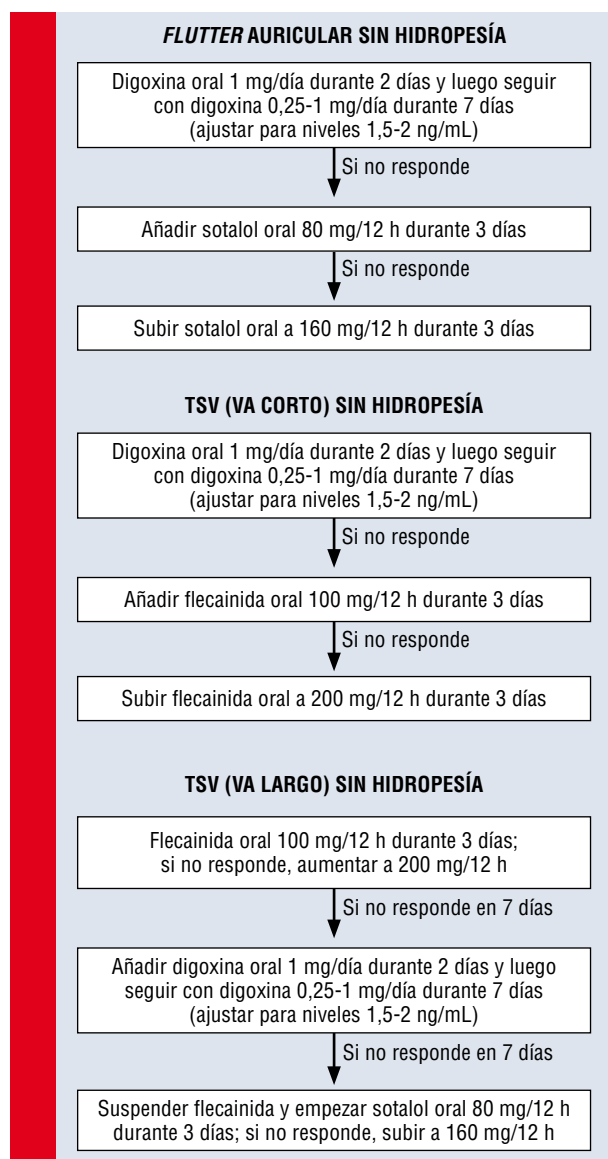 FLUTTER AURICULAR SIN HIDROPESÍA
Digoxina oral 1 mg/día durante 2 días y luego seguir
con digoxina 0,25-1 mg/día durante 7 días
(ajustar para niveles 1,5-2 ng/mL)
Si no responde
Añadir sotalol oral 80 mg/12 h durante 3 días
Si no responde
Subir sotalol oral a 160 mg/12 h durante 3 días
TSV (VA CORTO) SIN HIDROPESÍA
Digoxina oral 1 mg/día durante 2 días y luego seguir
con digoxina 0,25-1 mg/día durante 7 días
(ajustar para niveles 1,5-2 ng/mL)
Si no responde
Añadir flecainida oral 100 mg/12 h durante 3 días
Si no responde
Subir flecainida oral a 200 mg/12 h durante 3 días
TSV (VA LARGO) SIN HIDROPESÍA
Flecainida oral 100 mg/12 h durante 3 días;
si no responde, aumentar a 200 mg/12 h
Si no responde en 7 días
Añadir digoxina oral 1 mg/día durante 2 días y luego
seguir con digoxina 0,25-1 mg/día durante 7 días
(ajustar para niveles 1,5-2 ng/mL)
Si no responde en 7 días
Suspender flecainida y empezar sotalol oral 80 mg/12 h
durante 3 días; si no responde, subir a 160 mg/12 h